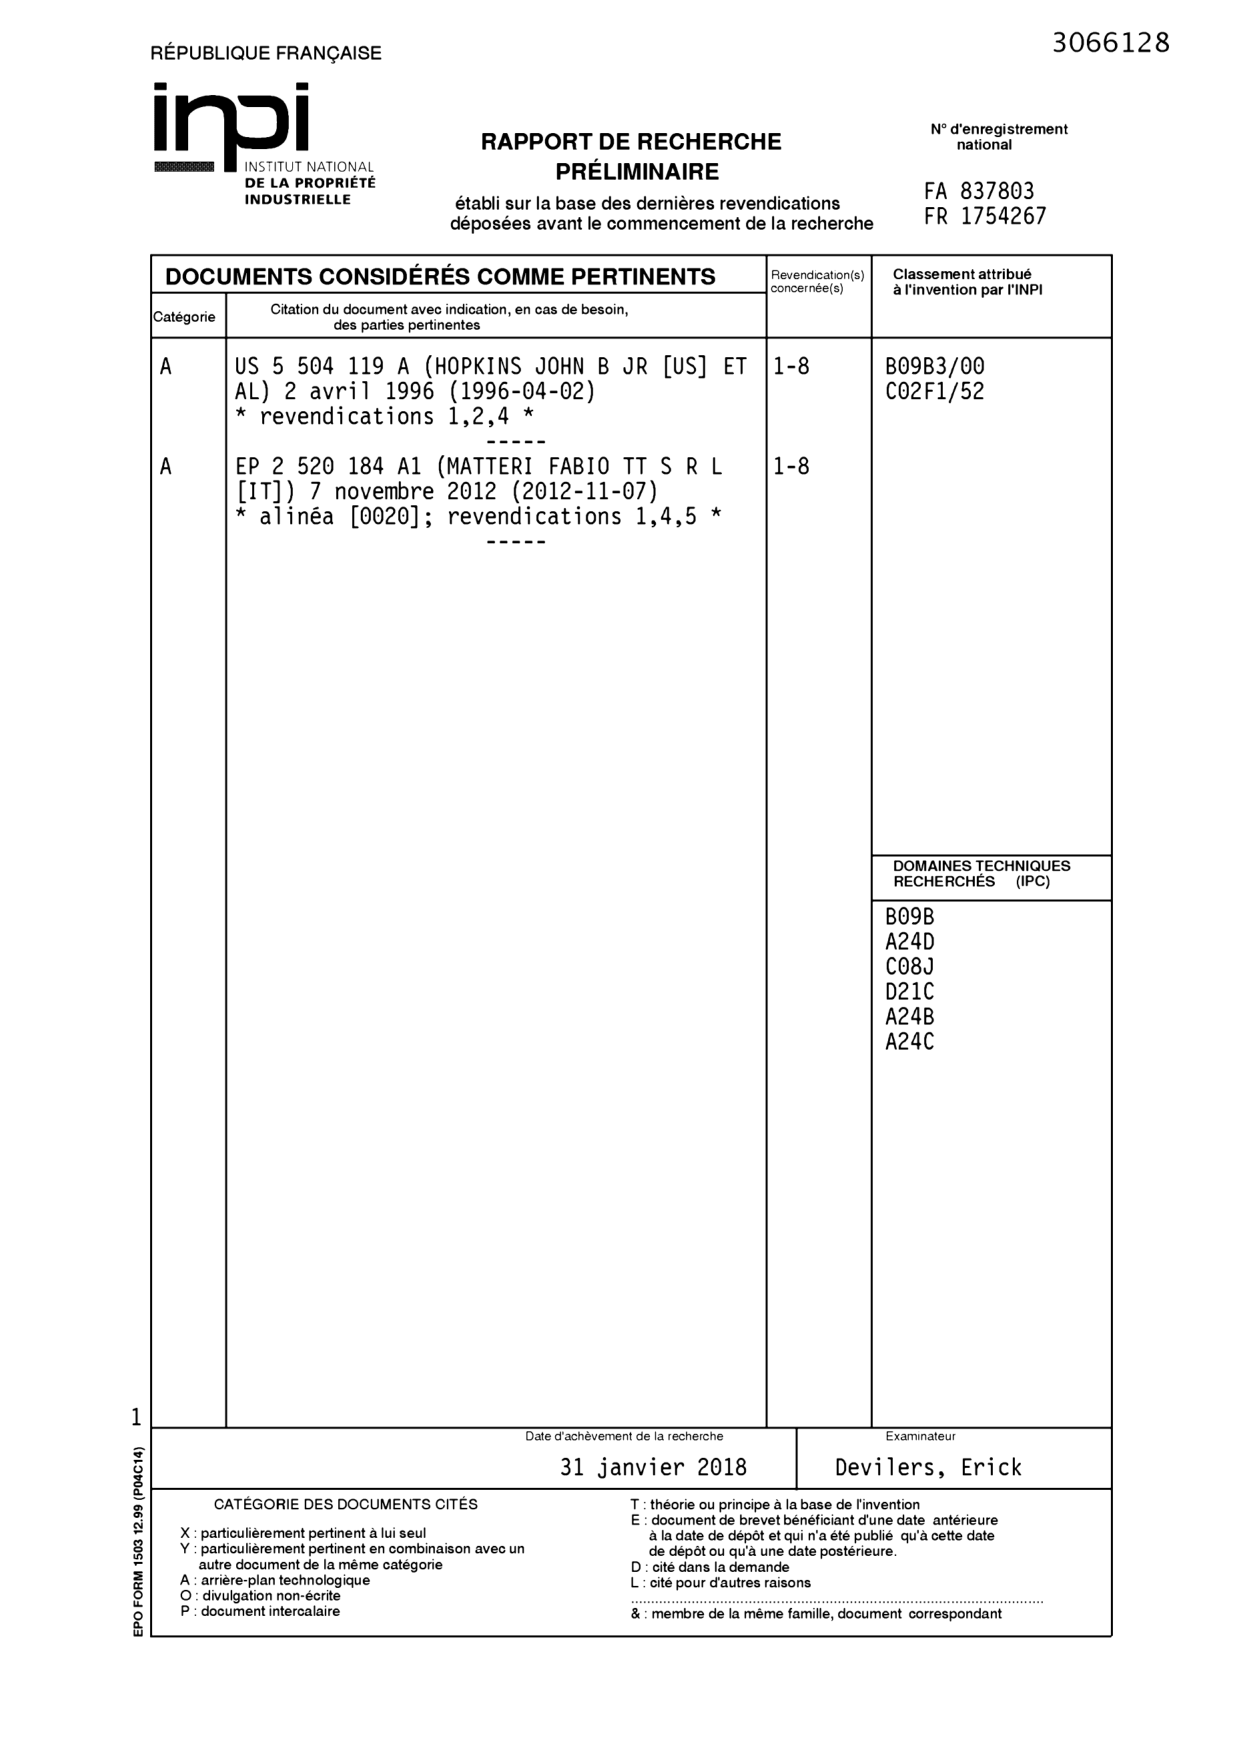 3066128
RÉPUBLIQUE FRANÇAISE
inpi
INSTITUT NATIONAL
DE LA PROPRIÉTÉ
INDUSTRIELLE
RAPPORT DE RECHERCHE
PRÉLIMINAIRE
établi sur la base des dernières revendications
déposées avant le commencement de la recherche
N° d'enregistrement
national
FA 837803
FR 1754267
DOCUMENTS CONSIDÉRÉS COMME PERTINENTS
Revendication(s)
concernée(s)
Classement attribué
à l'invention par l'INPI
Catégorie
Citation du document avec indication, en cas de besoin,
des parties pertinentes
A US 5 504 119 A (HOPKINS JOHN B JR [US] ET 1-8 B09B3/00
AL) 2 avril 1996 (1996-04-02) C02F1/52
* revendications 1,2,4 *
-----
A EP 2 520 184 A1 (MATTERI FABIO TT S R L 1-8
[IT]) 7 novembre 2012 (2012-11-07)
* alinéa [0020]; revendications 1,4,5 *
-----
DOMAINES TECHNIQUES
RECHERCHÉS (IPC)
B09B
A24D
C08J
D21C
A24B
A24C
1
Date d'achèvement de la recherche
31 janvier 2018
Examinateur
Devilers, Erick
EPO FORM 1503 12.99 (P04C14)
CATÉGORIE DES DOCUMENTS CITÉS
X : particulièrement pertinent à lui seul
Y : particulièrement pertinent en combinaison avec un
autre document de la même catégorie
A : arrière-plan technologique
O : divulgation non-écrite
P : document intercalaire
T : théorie ou principe à la base de l'invention
E : document de brevet bénéficiant d'une date antérieure
à la date de dépôt et qui n'a été publié qu'à cette date
de dépôt ou qu'à une date postérieure.
D : cité dans la demande
L : cité pour d'autres raisons
& : membre de la même famille, document correspondant